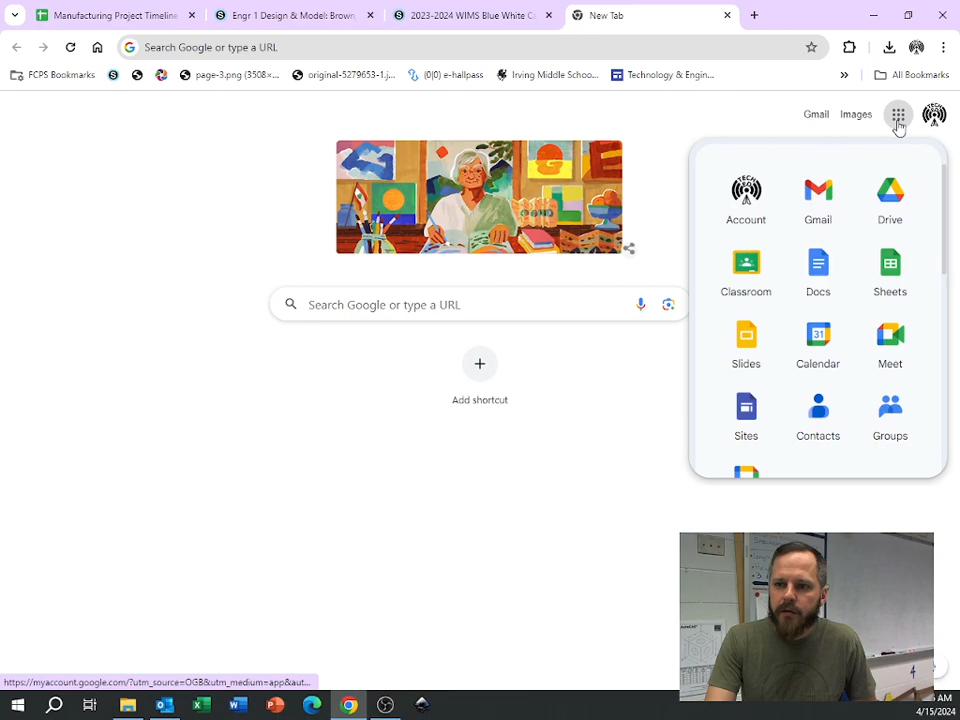 Manufacturing Project Timeline
Engr 1 Design & Model: Brown,
2023-2024 WIMS Blue White Ca
New Tab
Search Google or type a URL
FCPS Bookmarks
page-3.png (3508×...
original-5279653-1.j...
(0|0) e-hallpass
Irving Middle Schoo...
Technology & Engin...
All Bookmarks
Gmail
Images
TECH
Account
Gmail
Drive
Classroom
Docs
Sheets
Search Google or type a URL
31
Slides
Calendar
Meet
Add shortcut
Sites
Contacts
Groups
https://myaccount.google.com/?utm_source=OGB&utm_medium=app&aut...
AM
4/15/2024